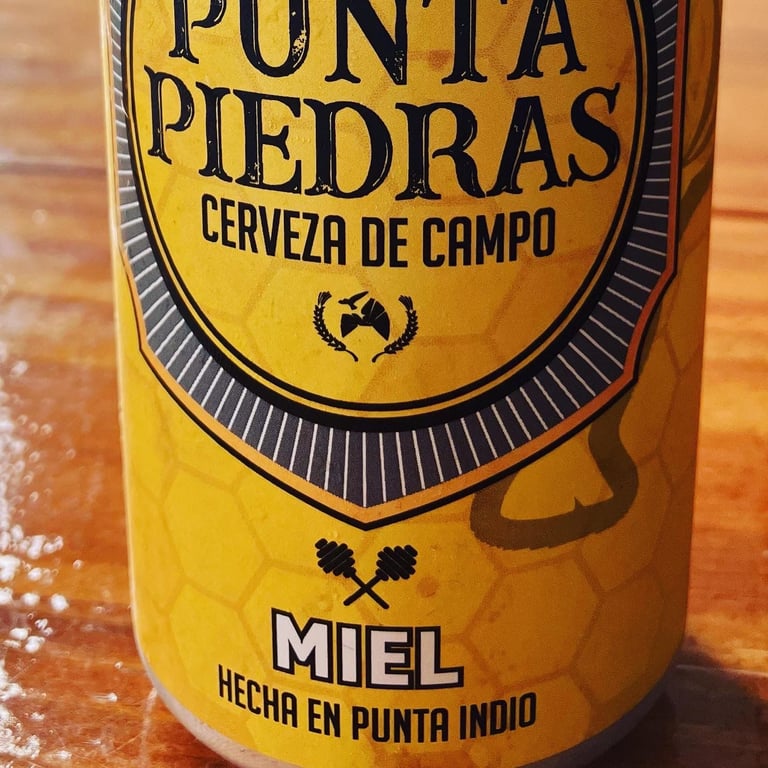 PUNTA
PIEDRAS
CERVEZA DE CAMPO
MIEL
HECHA EN PUNTA INDIO